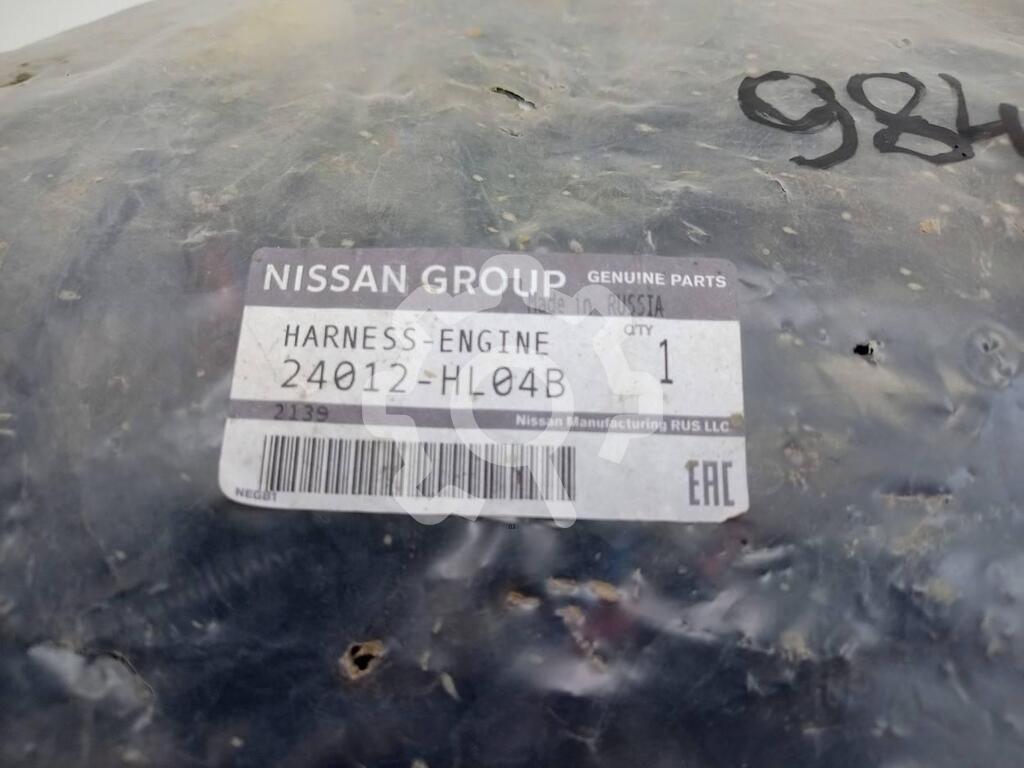 984
NISSAN GROUP GENUINE PARTS
Made in RUSSIA
HARNESS-ENGINE
QTY
24012-HL04B 1
2139
Nissan Manufacturing RUS LLC
NEGB1
EAC